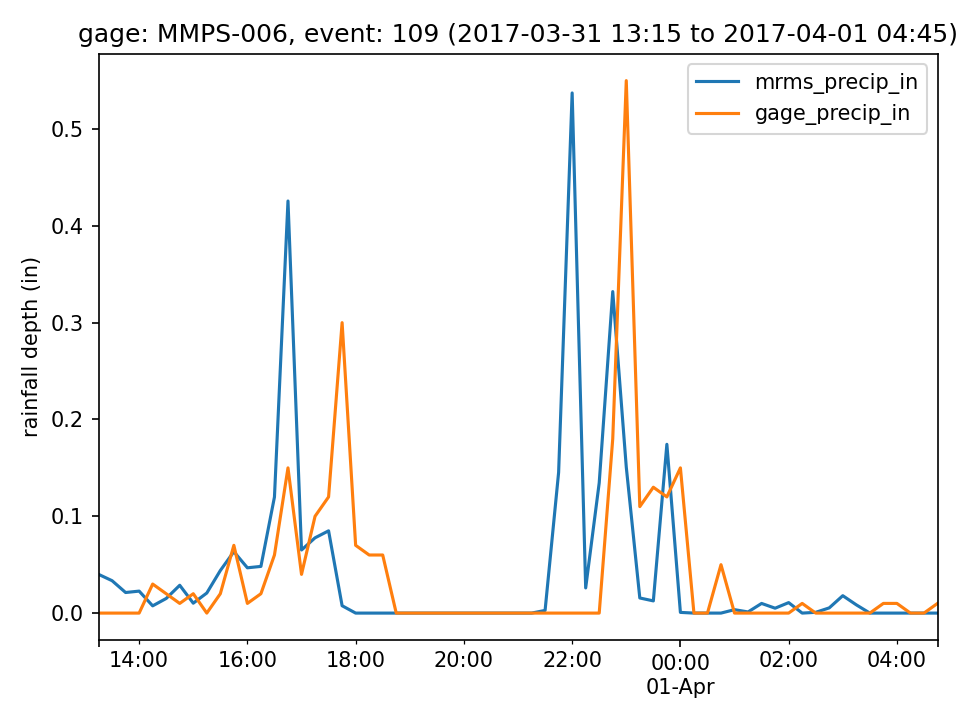 gage: MMPS-006, event: 109 (2017-03-31 13:15 to 2017-04-01 04:45)
mrms_precip_in
gage_precip_in
rainfall depth (in)
0.5
0.4
0.3
0.2
0.1
0.0
14:00 16:00 18:00 20:00 22:00 00:00 02:00 04:00
01-Apr